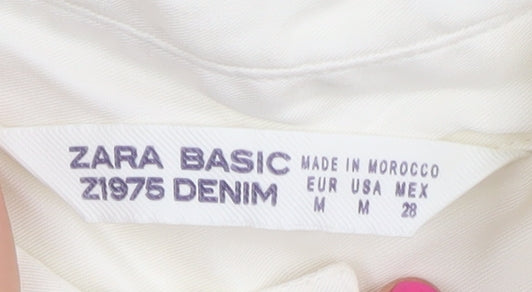 ZARA BASIC
Z1975 DENIM
MADE IN MOROCCO
EUR USA MEX
M M 28